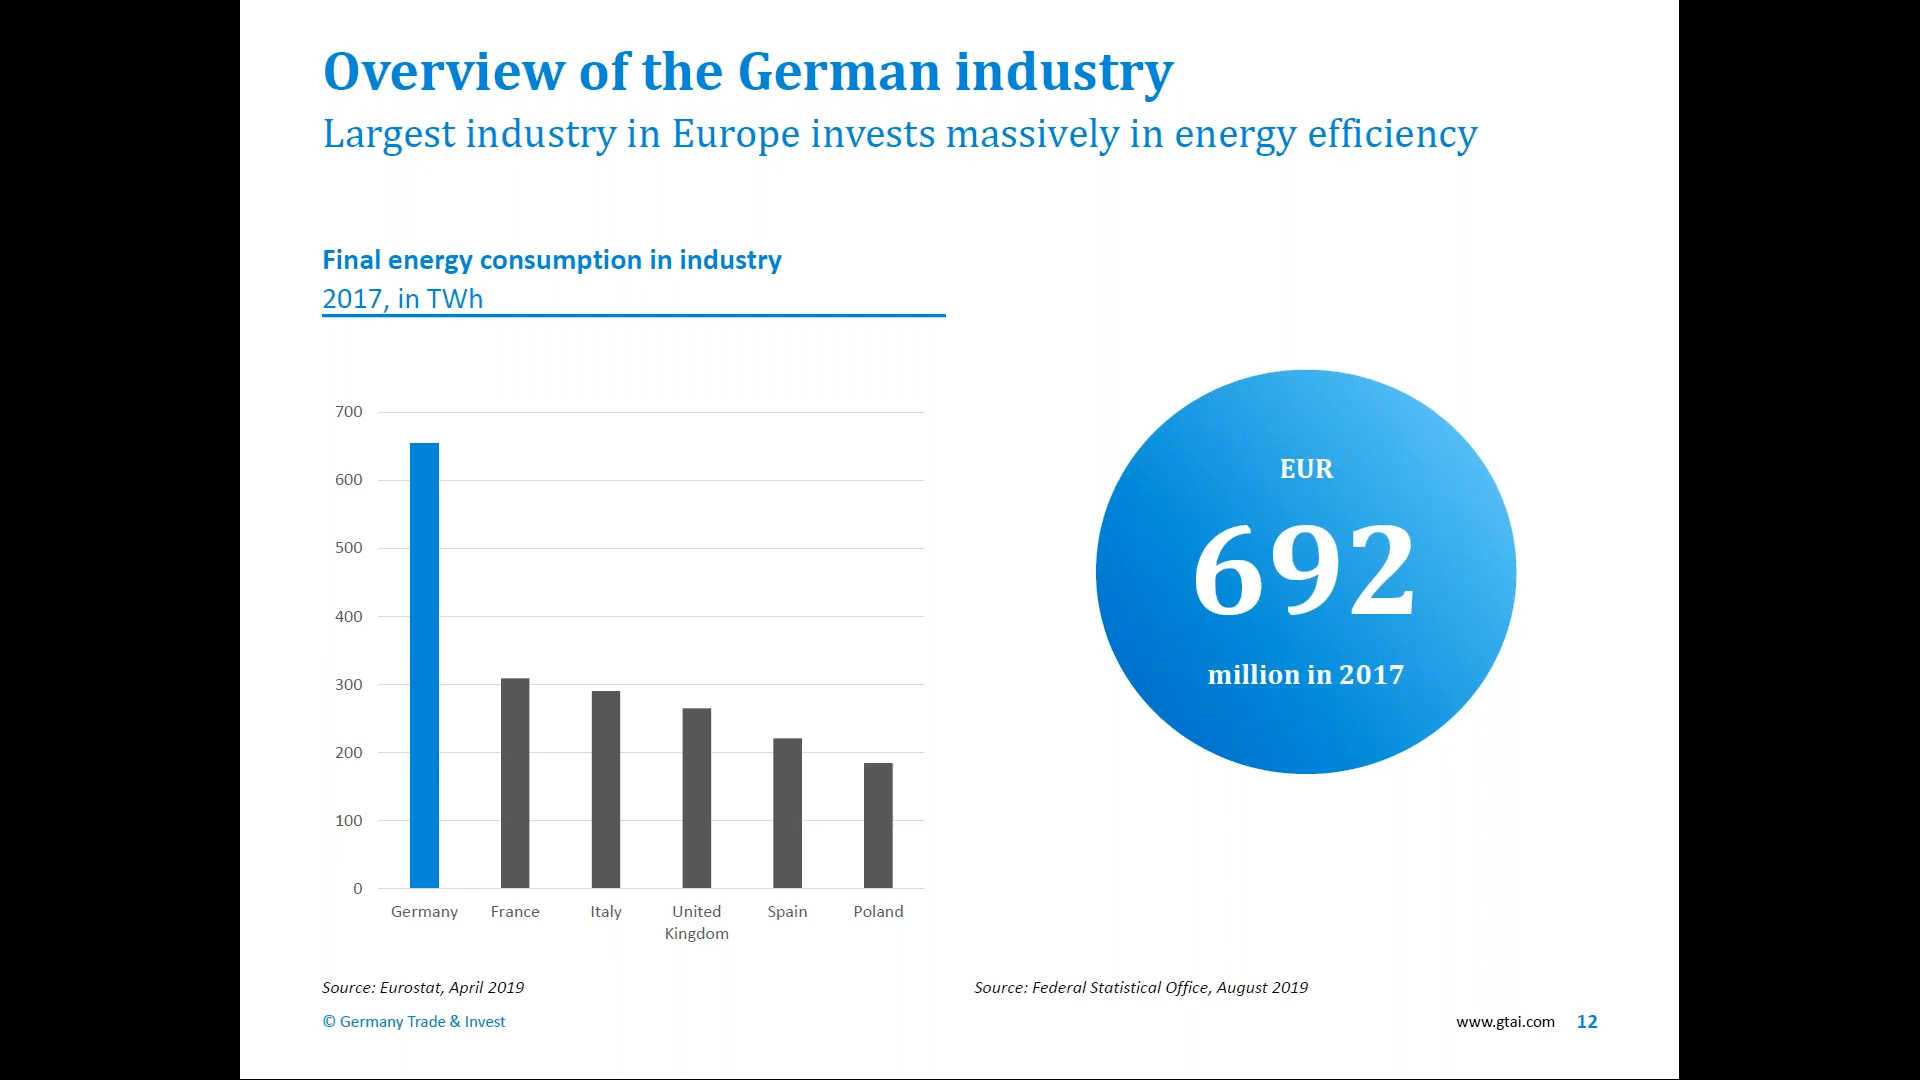 Overview of the German industry
Largest industry in Europe invests massively in energy efficiency
Final energy consumption in industry
2017, in TWh
700
600
500
400
300
200
100
0
Germany
France
Italy
United
Kingdom
Spain
Poland
EUR
692
million in 2017
Source: Eurostat, April 2019
Source: Federal Statistical Office, August 2019
© Germany Trade & Invest
www.gtai.com
12